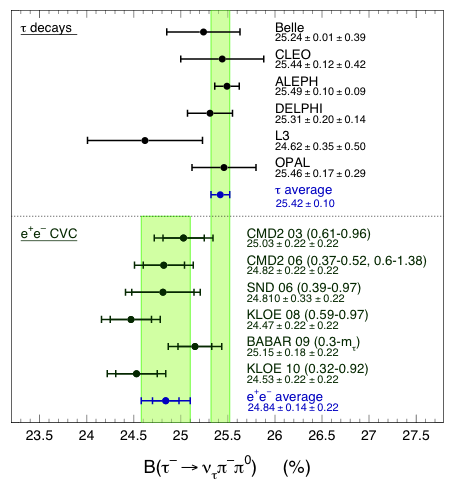 τ decays
Belle
25.24 ± 0.01 ± 0.39
CLEO
25.44 ± 0.12 ± 0.42
ALEPH
25.49 ± 0.10 ± 0.09
DELPHI
25.31 ± 0.20 ± 0.14
L3
24.62 ± 0.35 ± 0.50
OPAL
25.46 ± 0.17 ± 0.29
τ average
25.42 ± 0.10
e⁺e⁻ CVC
CMD2 03 (0.61-0.96)
25.03 ± 0.22 ± 0.22
CMD2 06 (0.37-0.52, 0.6-1.38)
24.82 ± 0.22 ± 0.22
SND 06 (0.39-0.97)
24.810 ± 0.33 ± 0.22
KLOE 08 (0.59-0.97)
24.47 ± 0.22 ± 0.22
BABAR 09 (0.3-m_τ)
25.15 ± 0.18 ± 0.22
KLOE 10 (0.32-0.92)
24.53 ± 0.22 ± 0.22
e⁺e⁻ average
24.84 ± 0.14 ± 0.22
23.5 24 24.5 25 25.5 26 26.5 27 27.5
B(τ⁻ → ν_τ π⁻π⁰) (%)